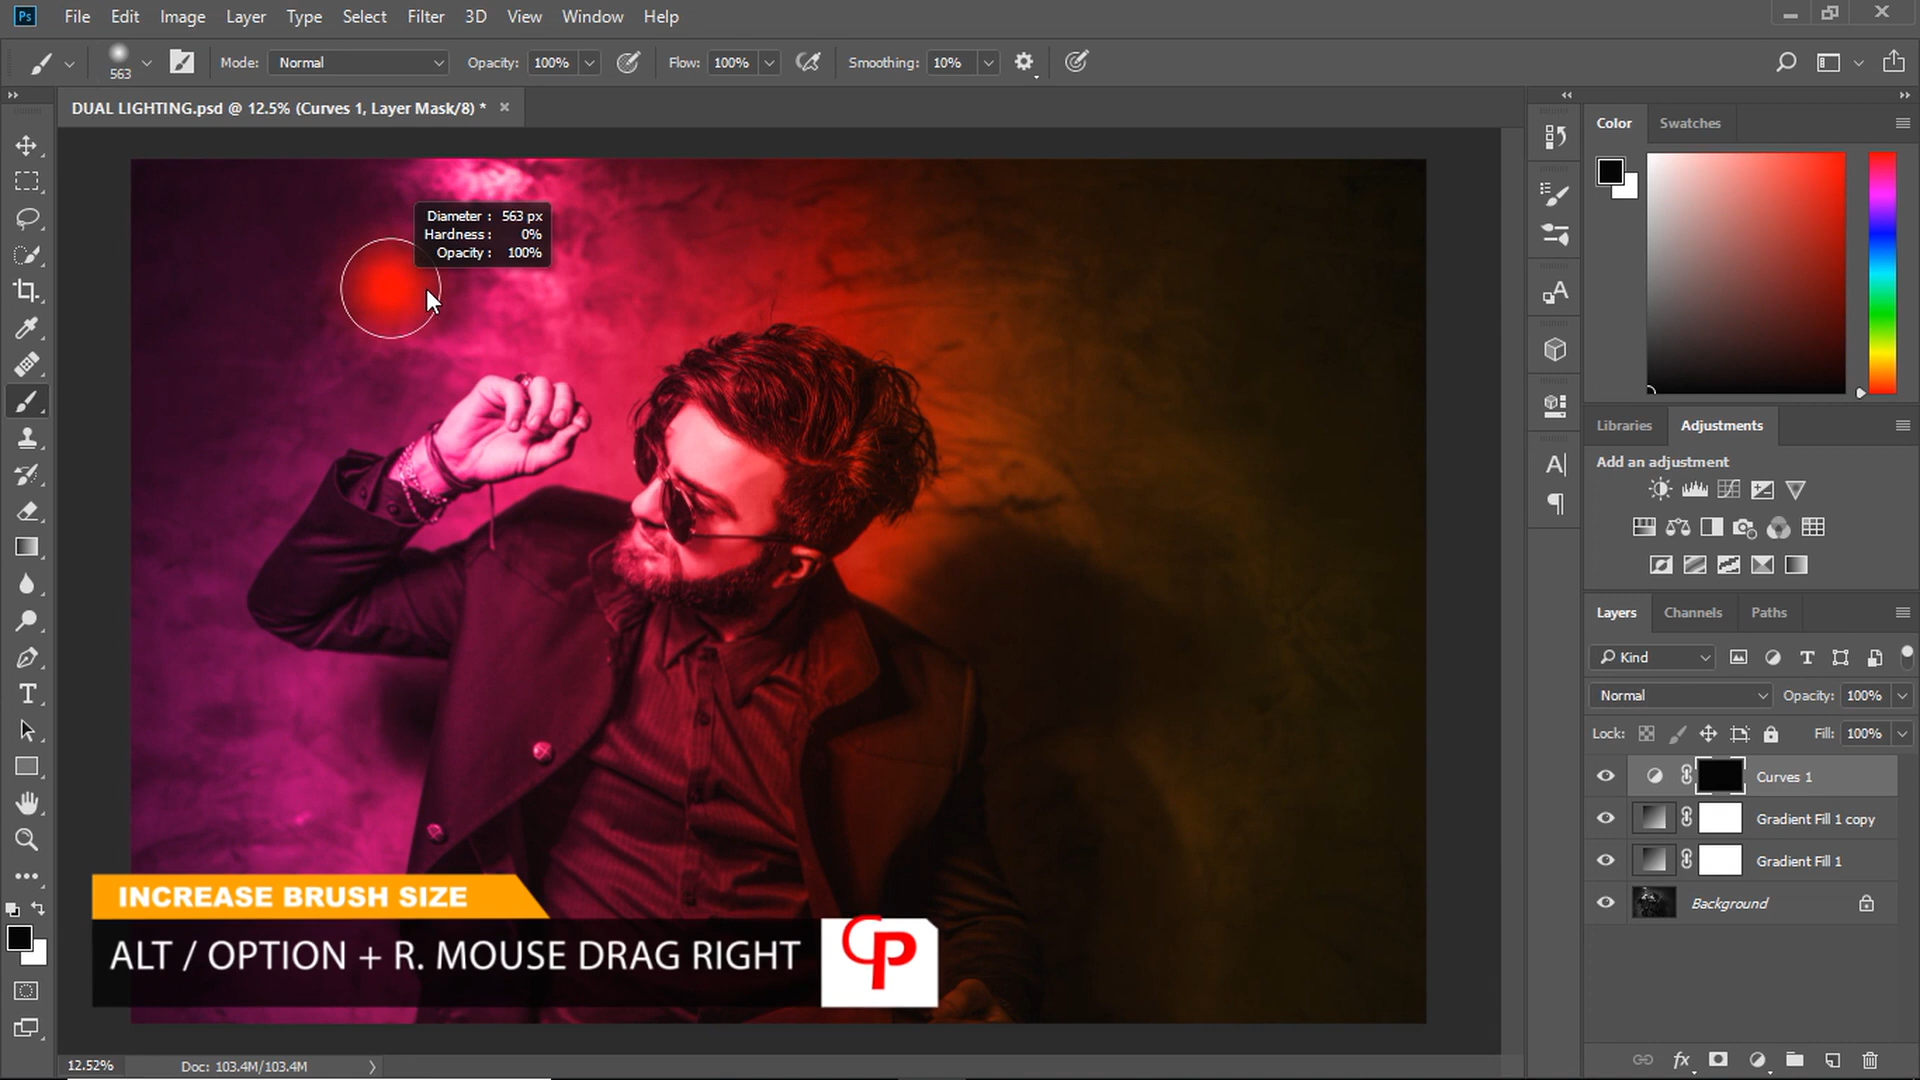 Ps File Edit Image Layer Type Select Filter 3D View Window Help
563 Mode: Normal Opacity: 100% Flow: 100% Smoothing: 10%
DUAL LIGHTING.psd @ 12.5% (Curves 1, Layer Mask/8) *
Color Swatches
Diameter : 563 px
Hardness : 0%
Opacity : 100%
Libraries Adjustments
Add an adjustment
Layers Channels Paths
Kind
Normal Opacity: 100%
Lock: Fill: 100%
Curves 1
Gradient Fill 1 copy
Gradient Fill 1
Background
INCREASE BRUSH SIZE
ALT / OPTION + R. MOUSE DRAG RIGHT
CP
12.52% Doc: 103.4M/103.4M